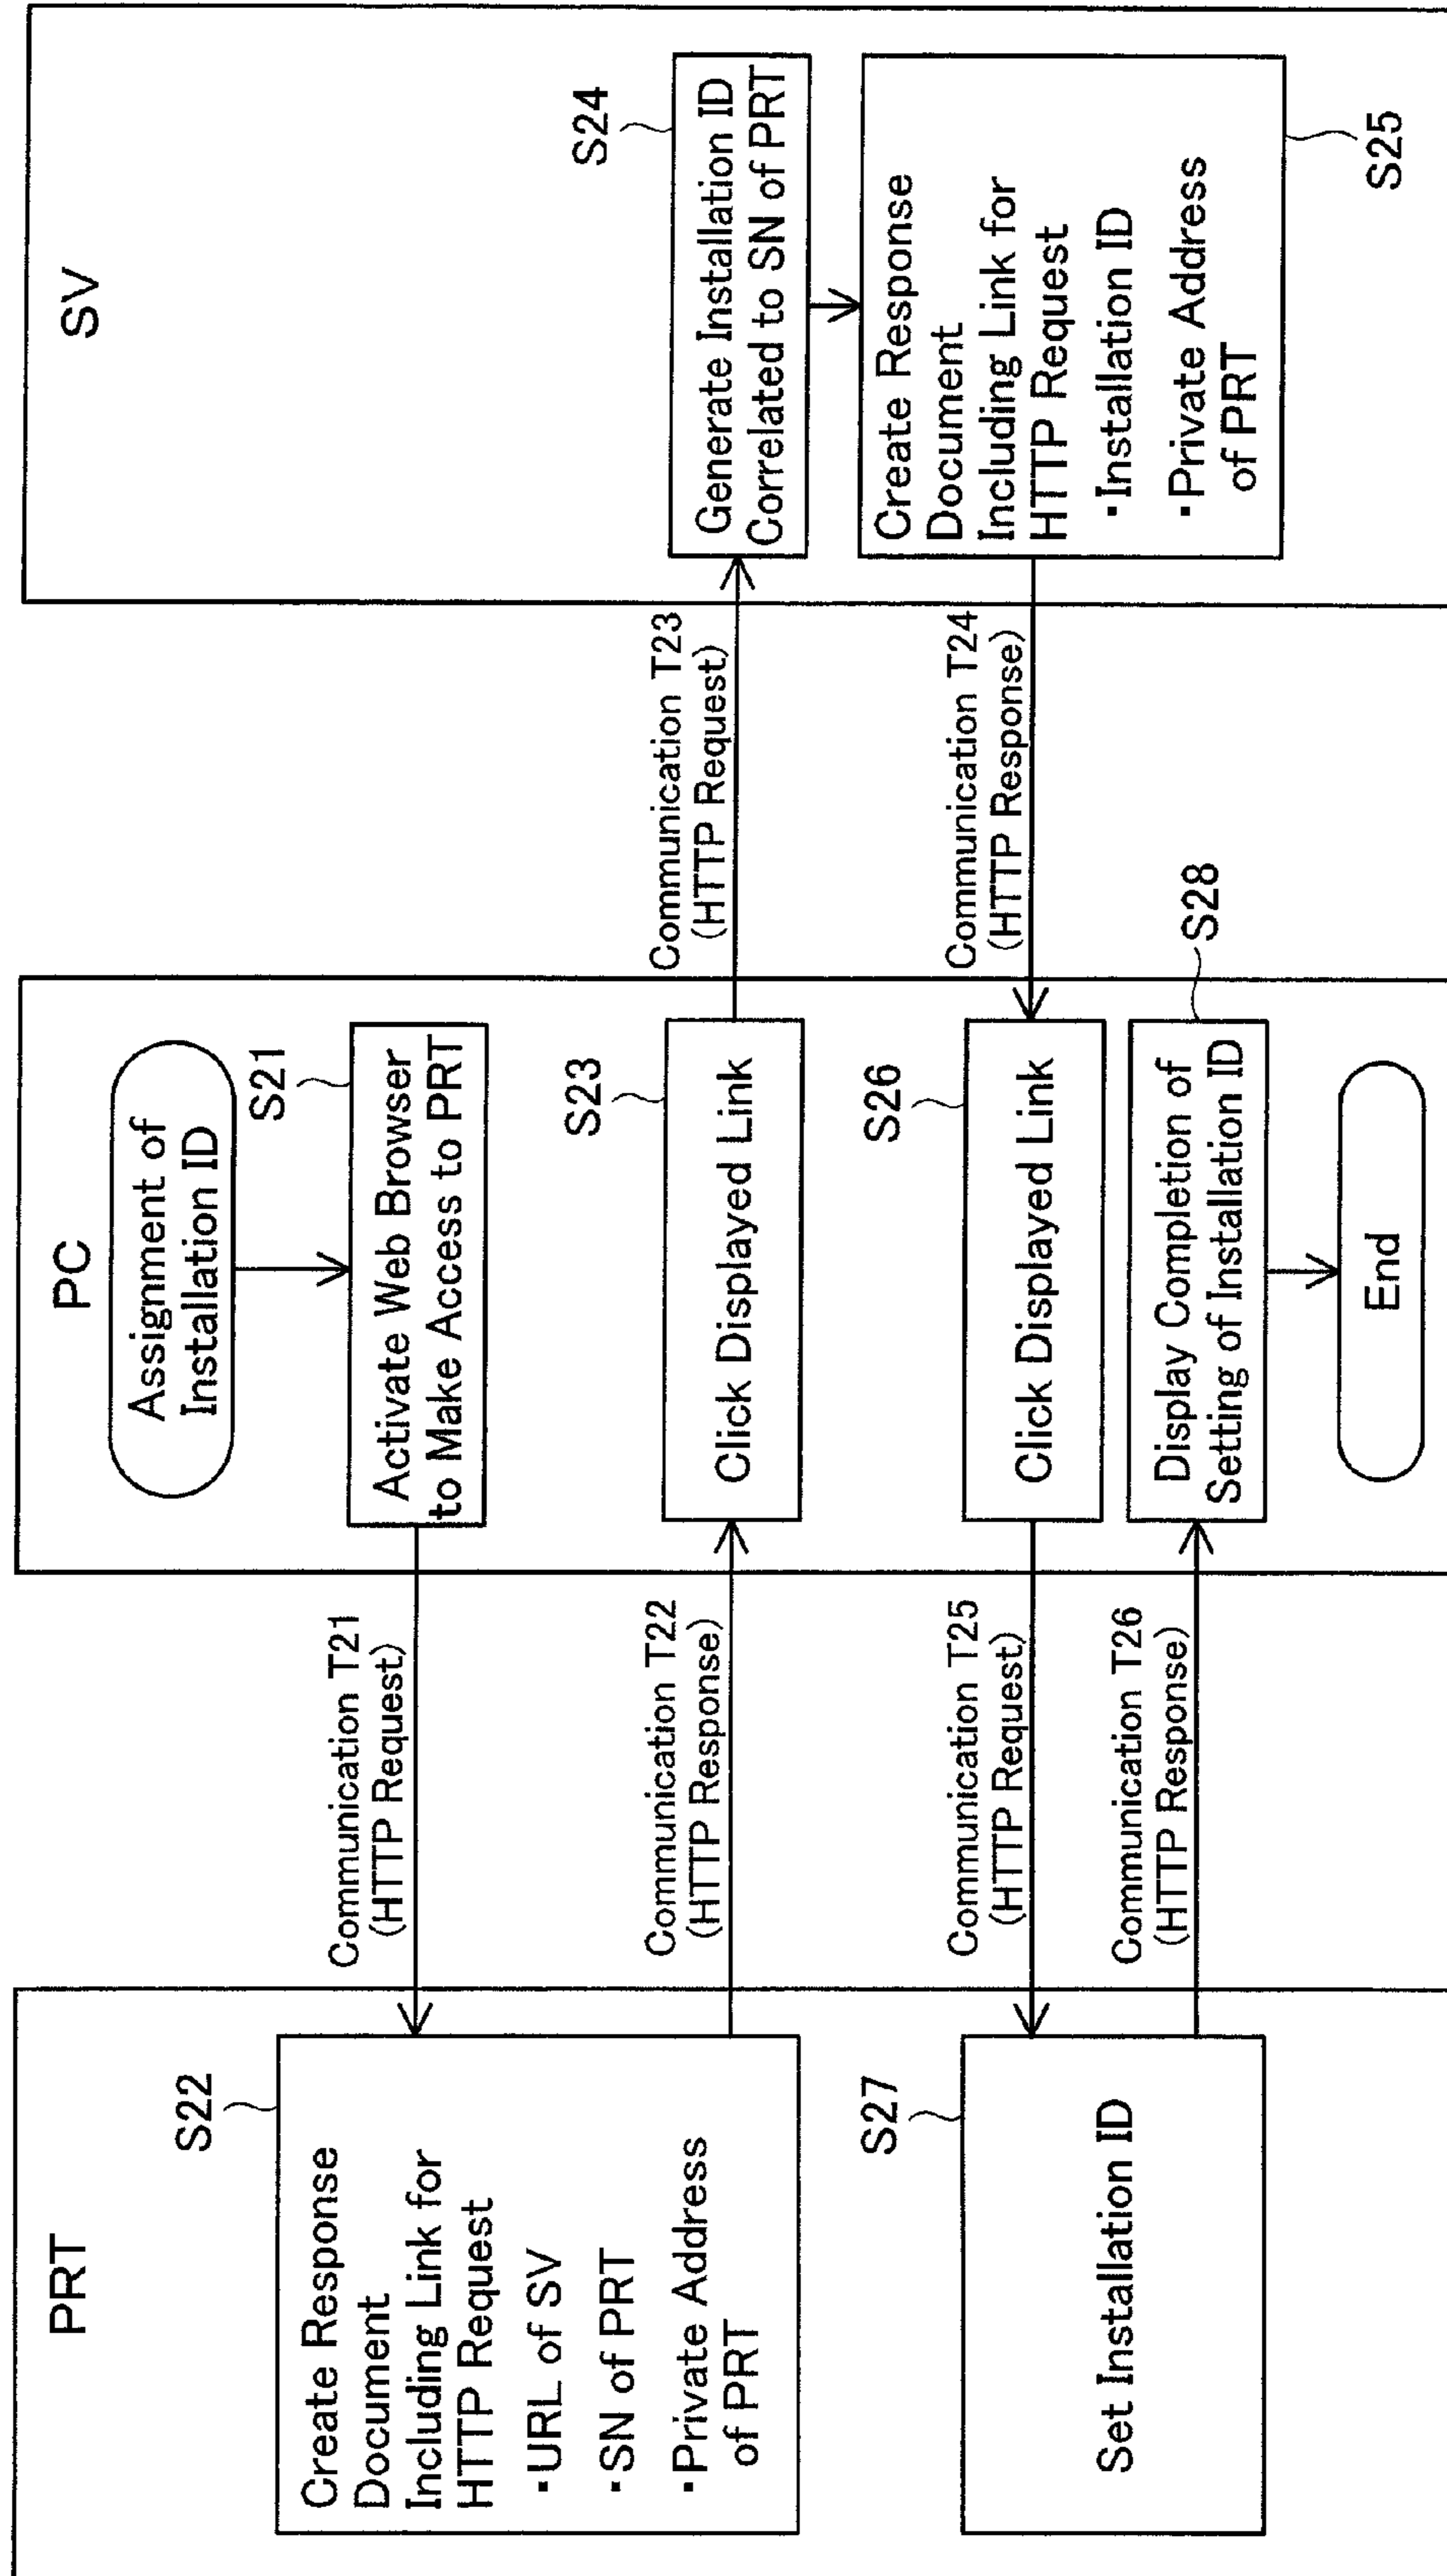 PRT
S22
Create Response
Document
Including Link for
HTTP Request
・URL of SV
・SN of PRT
・Private Address
of PRT
S27
Set Installation ID
Communication T21
(HTTP Request)
Communication T22
(HTTP Response)
Communication T25
(HTTP Request)
Communication T26
(HTTP Response)
PC
Assignment of
Installation ID
S21
Activate Web Browser
to Make Access to PRT
S23
Click Displayed Link
S26
Click Displayed Link
S28
Display Completion of
Setting of Installation ID
End
Communication T23
(HTTP Request)
Communication T24
(HTTP Response)
SV
S24
Generate Installation ID
Correlated to SN of PRT
Create Response
Document
Including Link for
HTTP Request
・Installation ID
・Private Address
of PRT
S25